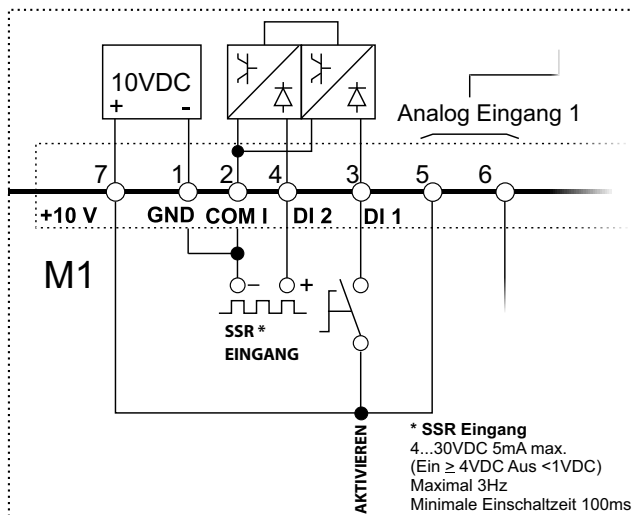 10VDC
+ -
Analog Eingang 1
7 1 2 4 3 5 6
+10 V GND COM I DI 2 DI 1
M1
- +
SSR *
EINGANG
AKTIVIEREN
* SSR Eingang
4...30VDC 5mA max.
(Ein ≥ 4VDC Aus <1VDC)
Maximal 3Hz
Minimale Einschaltzeit 100ms